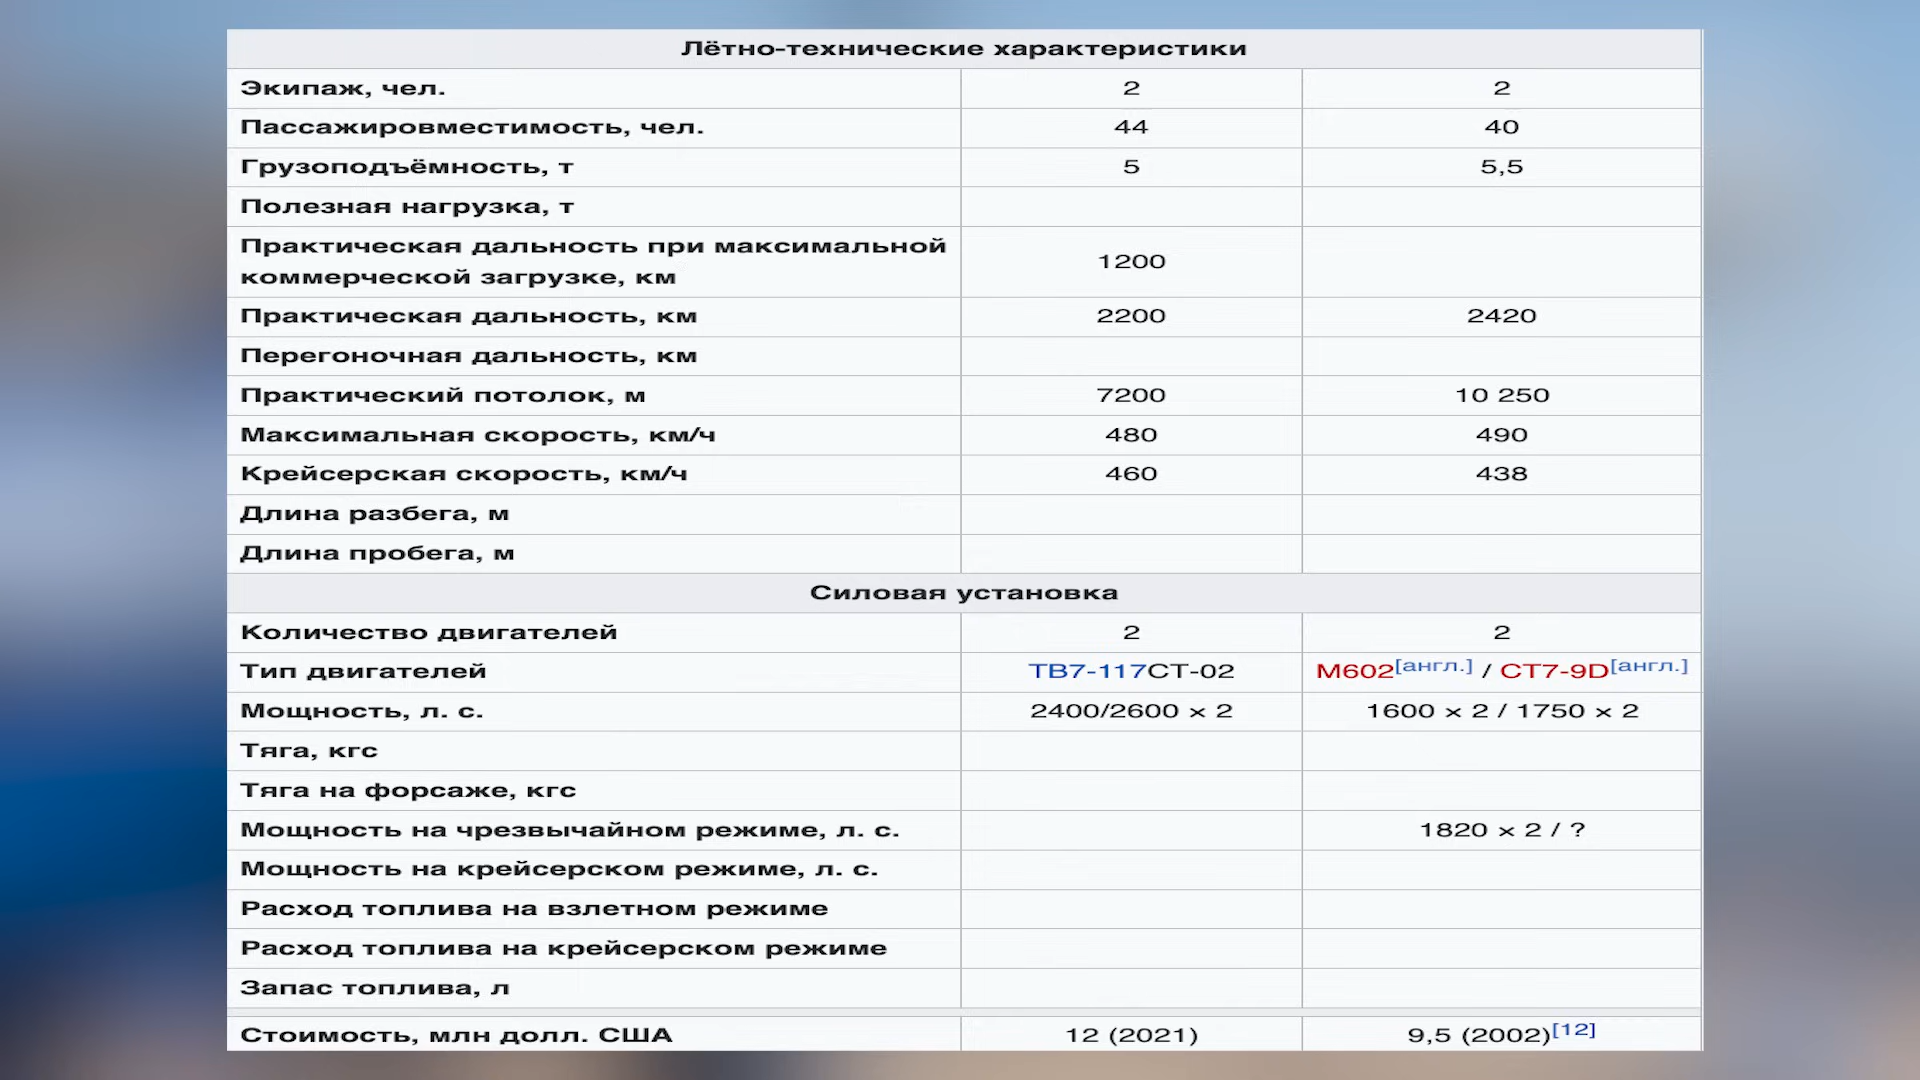 Лётно-технические характеристики
Экипаж, чел. 2 2
Пассажировместимость, чел. 44 40
Грузоподъёмность, т 5 5,5
Полезная нагрузка, т
Практическая дальность при максимальной
коммерческой загрузке, км 1200
Практическая дальность, км 2200 2420
Перегоночная дальность, км
Практический потолок, м 7200 10 250
Максимальная скорость, км/ч 480 490
Крейсерская скорость, км/ч 460 438
Длина разбега, м
Длина пробега, м
Силовая установка
Количество двигателей 2 2
Тип двигателей ТВ7-117СТ-02 M602[англ.] / CT7-9D[англ.]
Мощность, л. с. 2400/2600 × 2 1600 × 2 / 1750 × 2
Тяга, кгс
Тяга на форсаже, кгс
Мощность на чрезвычайном режиме, л. с. 1820 × 2 / ?
Мощность на крейсерском режиме, л. с.
Расход топлива на взлетном режиме
Расход топлива на крейсерском режиме
Запас топлива, л
Стоимость, млн долл. США 12 (2021) 9,5 (2002)[12]